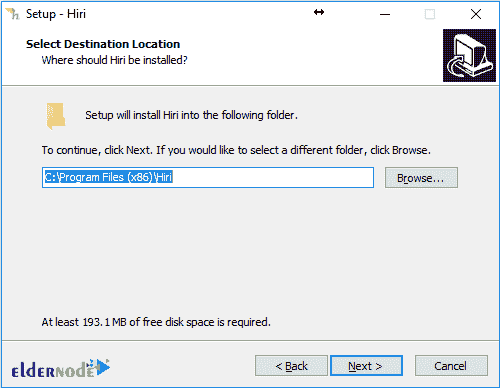 Setup - Hiri
Select Destination Location
Where should Hiri be installed?
Setup will install Hiri into the following folder.
To continue, click Next. If you would like to select a different folder, click Browse.
C:\Program Files (x86)\Hiri
Browse...
At least 193.1 MB of free disk space is required.
elderNode
< Back
Next >
Cancel